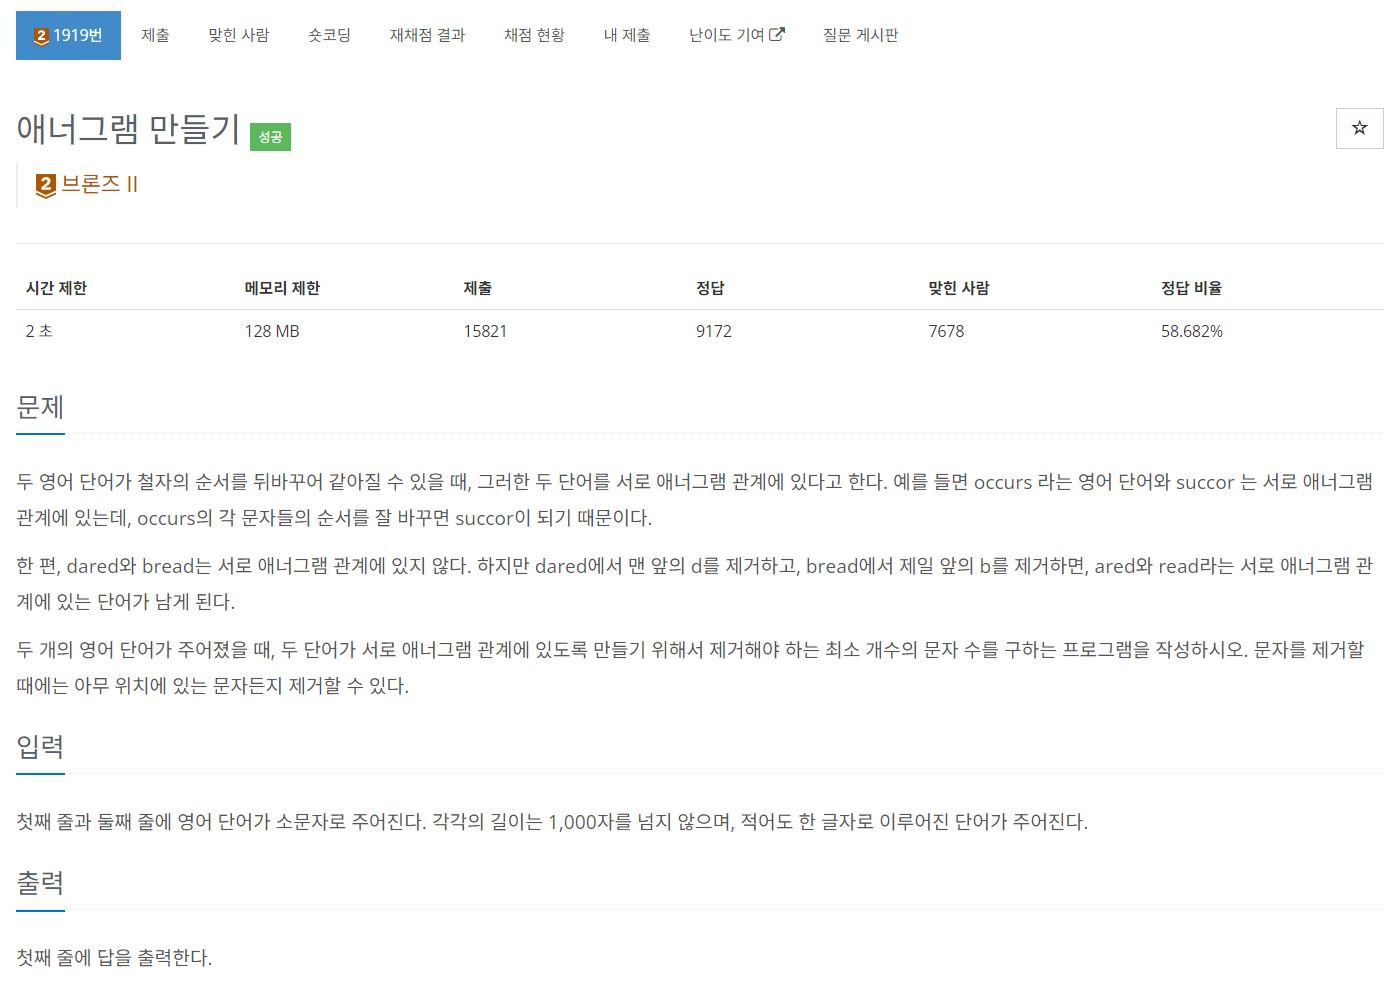 2 1919번 제출 맞힌 사람 숏코딩 재채점 결과 채점 현황 내 제출 난이도 기여 질문 게시판
애너그램 만들기 성공
2 브론즈 II
시간 제한 메모리 제한 제출 정답 맞힌 사람 정답 비율
2 초 128 MB 15821 9172 7678 58.682%
문제
두 영어 단어가 철자의 순서를 뒤바꾸어 같아질 수 있을 때, 그러한 두 단어를 서로 애너그램 관계에 있다고 한다. 예를 들면 occurs 라는 영어 단어와 succor 는 서로 애너그램
관계에 있는데, occurs의 각 문자들의 순서를 잘 바꾸면 succor이 되기 때문이다.
한 편, dared와 bread는 서로 애너그램 관계에 있지 않다. 하지만 dared에서 맨 앞의 d를 제거하고, bread에서 제일 앞의 b를 제거하면, ared와 read라는 서로 애너그램 관
계에 있는 단어가 남게 된다.
두 개의 영어 단어가 주어졌을 때, 두 단어가 서로 애너그램 관계에 있도록 만들기 위해서 제거해야 하는 최소 개수의 문자 수를 구하는 프로그램을 작성하시오. 문자를 제거할
때에는 아무 위치에 있는 문자든지 제거할 수 있다.
입력
첫째 줄과 둘째 줄에 영어 단어가 소문자로 주어진다. 각각의 길이는 1,000자를 넘지 않으며, 적어도 한 글자로 이루어진 단어가 주어진다.
출력
첫째 줄에 답을 출력한다.